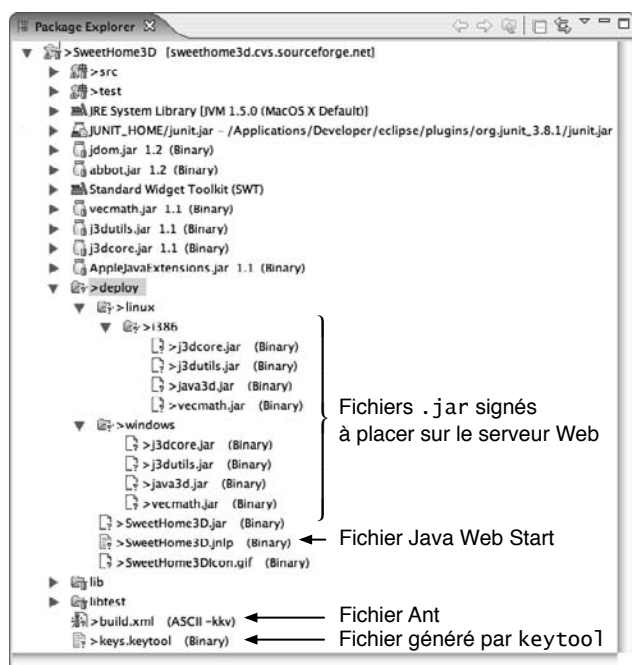 Package Explorer
>SweetHome3D [sweethome3d.cvs.sourceforge.net]
>src
>test
JRE System Library [JVM 1.5.0 (MacOS X Default)]
JUNIT_HOME/junit.jar - /Applications/Developer/eclipse/plugins/org.junit_3.8.1/junit.jar
jdom.jar 1.2 (Binary)
abbot.jar 1.2 (Binary)
Standard Widget Toolkit (SWT)
vecmath.jar 1.1 (Binary)
j3dutils.jar 1.1 (Binary)
j3dcore.jar 1.1 (Binary)
AppleJavaExtensions.jar 1.1 (Binary)
>deploy
>linux
>i386
>j3dcore.jar (Binary)
>j3dutils.jar (Binary)
>java3d.jar (Binary)
>vecmath.jar (Binary)
>windows
>j3dcore.jar (Binary)
>j3dutils.jar (Binary)
>java3d.jar (Binary)
>vecmath.jar (Binary)
Fichiers .jar signés
à placer sur le serveur Web
>SweetHome3D.jar (Binary)
>SweetHome3D.jnlp (Binary) Fichier Java Web Start
>SweetHome3DIcon.gif (Binary)
lib
libtest
>build.xml (ASCII -kkv) Fichier Ant
>keys.keytool (Binary) Fichier généré par keytool